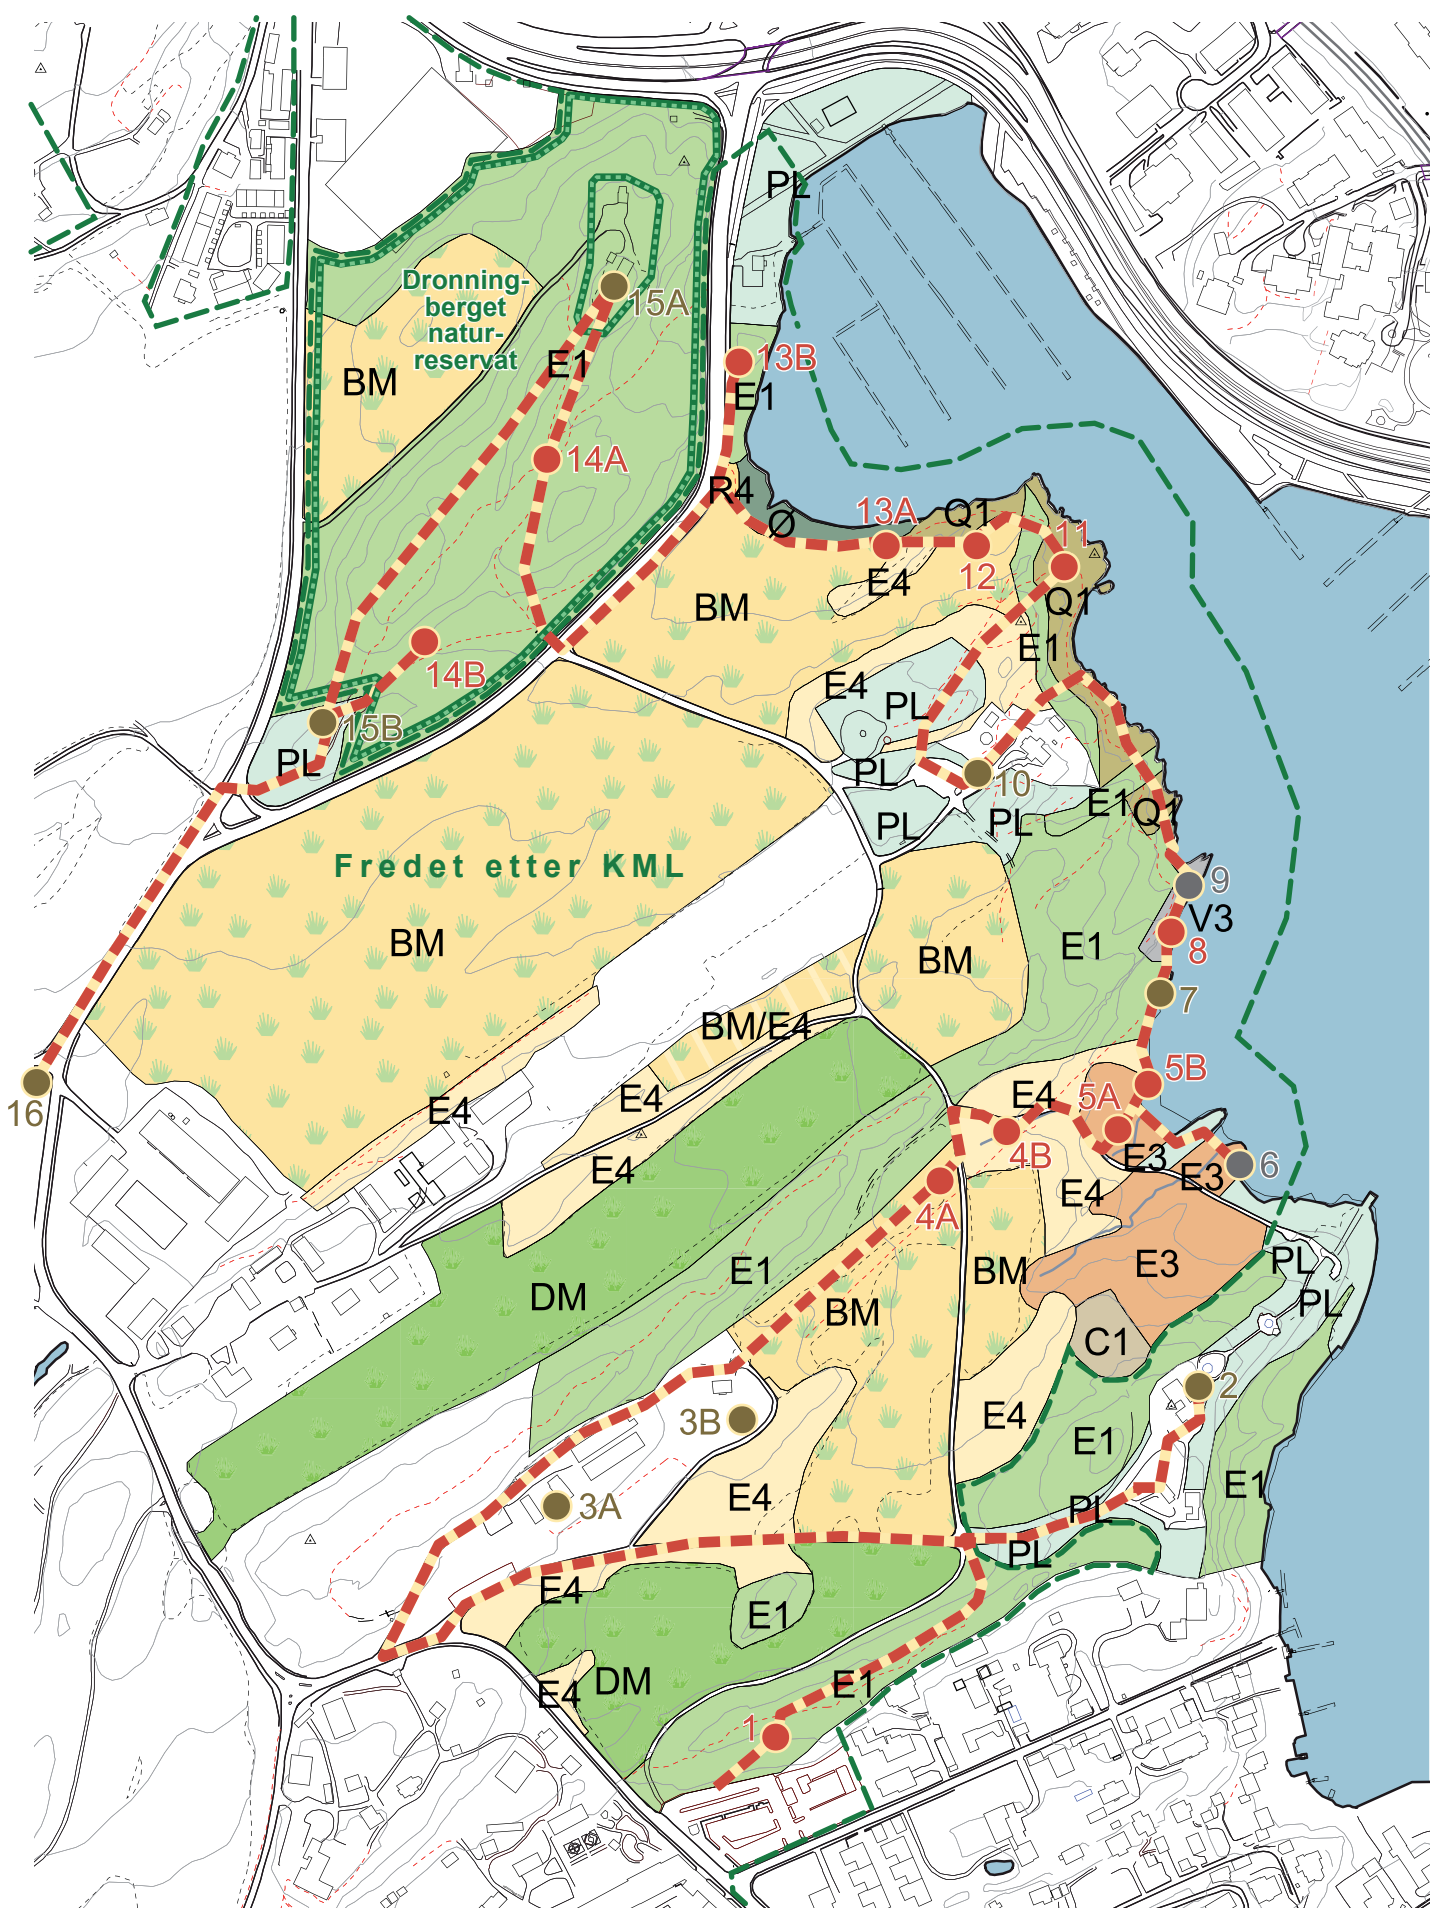 PL
Dronning-
berget
natur-
reservat
15A
E1
BM
13B
E1
14A
R4
Ø
13A
Q1
11
12
E4
BM
Q1
E1
14B
E4
PL
15B
PL
PL
10
E1
Q1
PL
PL
Fredet etter KML
9
V3
BM
BM
E1
8
7
BM/E4
5B
16
E4
E4
E4
5A
4B
E3
6
E4
E3
E4
4A
E1
BM
E3
PL
DM
BM
PL
C1
2
3B
E4
E1
E4
E1
3A
PL
PL
E4
E1
DM
E4
E1
1